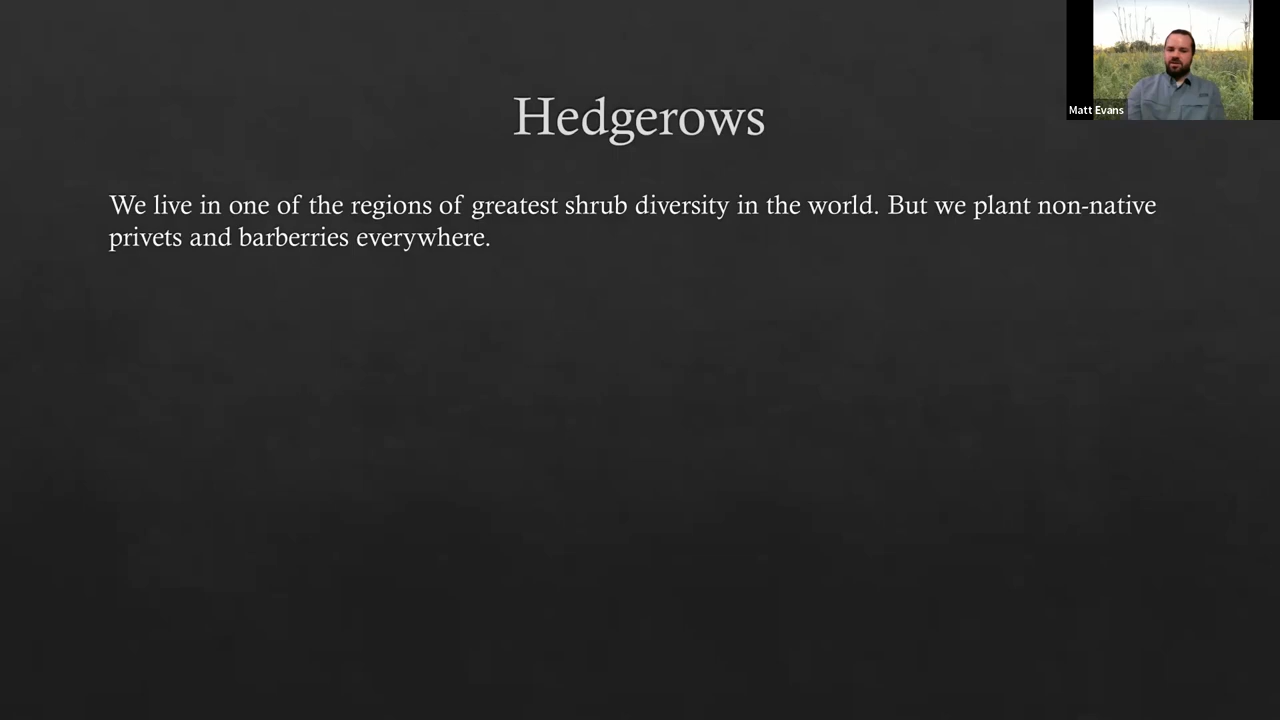 Matt Evans
Hedgerows
We live in one of the regions of greatest shrub diversity in the world. But we plant non-native
privets and barberries everywhere.